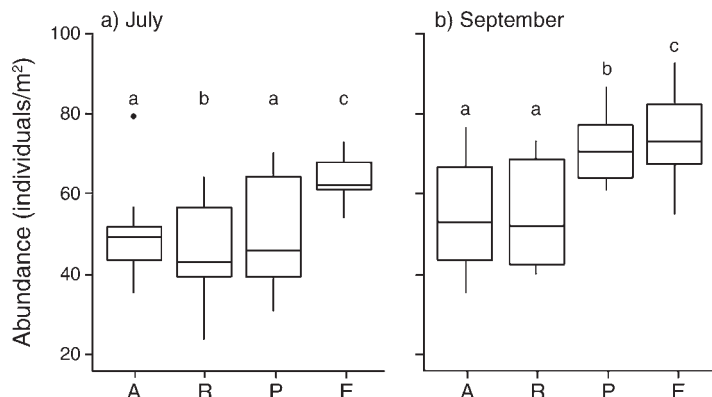 a) July
b) September
Abundance (individuals/m²)
100
80
60
40
20
a b a c
a a b c
A P
A P